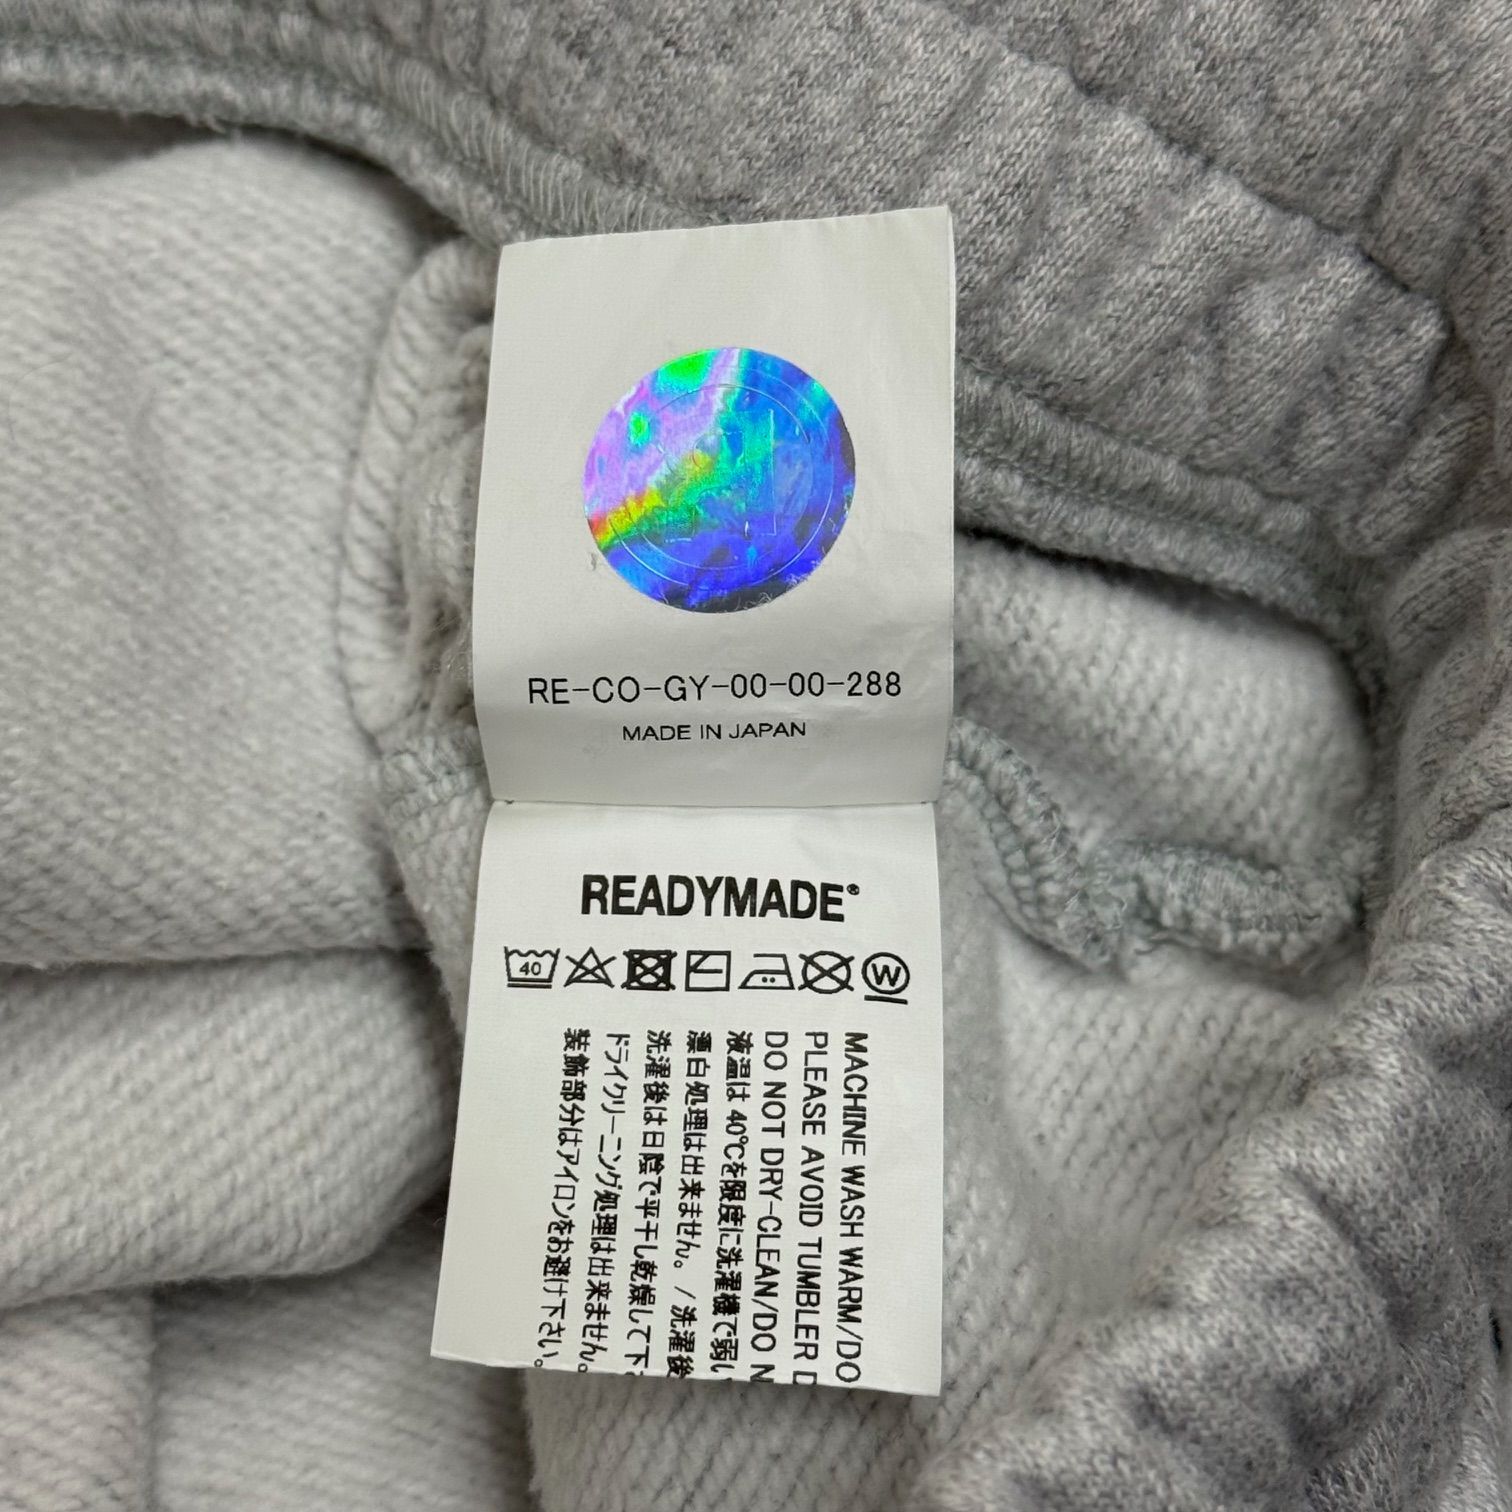 RE-CO-GY-00-00-288
MADE IN JAPAN
READYMADE®
40 W
MACHINE WASH WARM/DO
PLEASE AVOID TUMBLER D
DO NOT DRY-CLEAN/DO N
液温は 40℃を限度に洗濯機で弱い
漂白処理は出来ません。/ 洗濯後
洗濯後は日陰で平干し乾燥して下さ
ドライクリーニング処理は出来ません。
装飾部分はアイロンをお避け下さい。